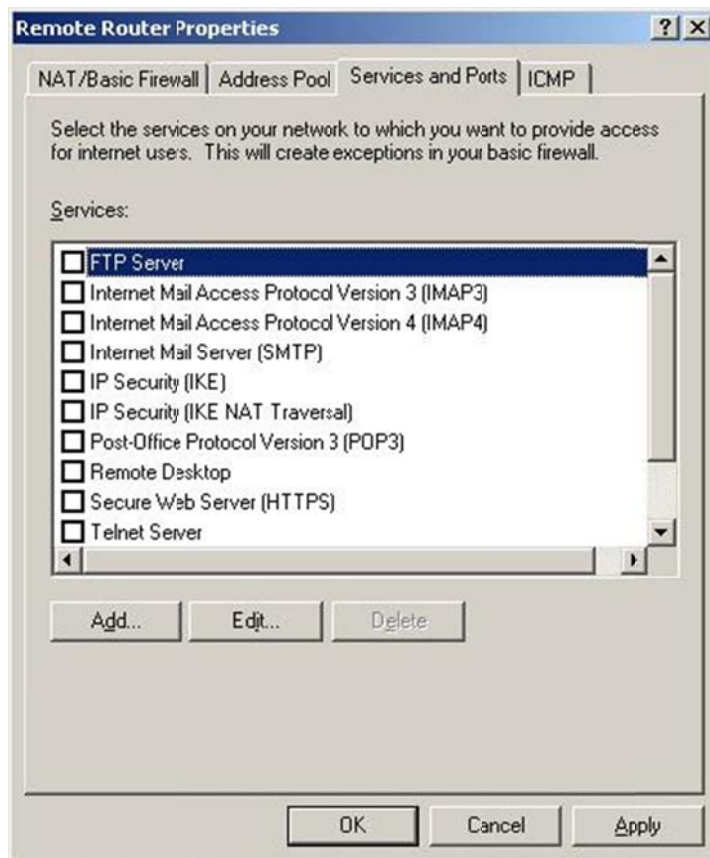 Remote Router Properties
NAT/Basic Firewall Address Pool Services and Ports ICMP
Select the services on your network to which you want to provide access
for internet users. This will create exceptions in your basic firewall.
Services:
FTP Server
Internet Mail Access Protocol Version 3 (IMAP3)
Internet Mail Access Protocol Version 4 (IMAP4)
Internet Mail Server (SMTP)
IP Security (IKE)
IP Security (IKE NAT Traversal)
Post-Office Protocol Version 3 (POP3)
Remote Desktop
Secure Web Server (HTTPS)
Telnet Server
Add... Edit... Delete
OK Cancel Apply